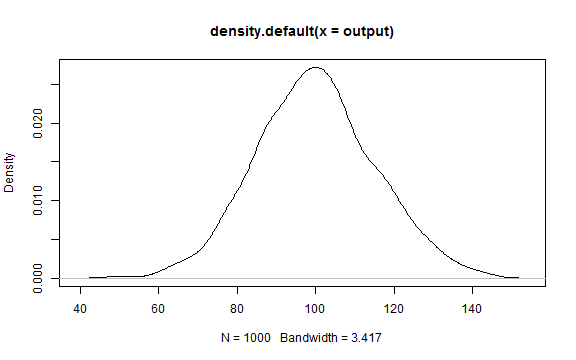 density.default(x = output)
Density
0.020
0.010
0.000
40 60 80 100 120 140
N = 1000 Bandwidth = 3.417